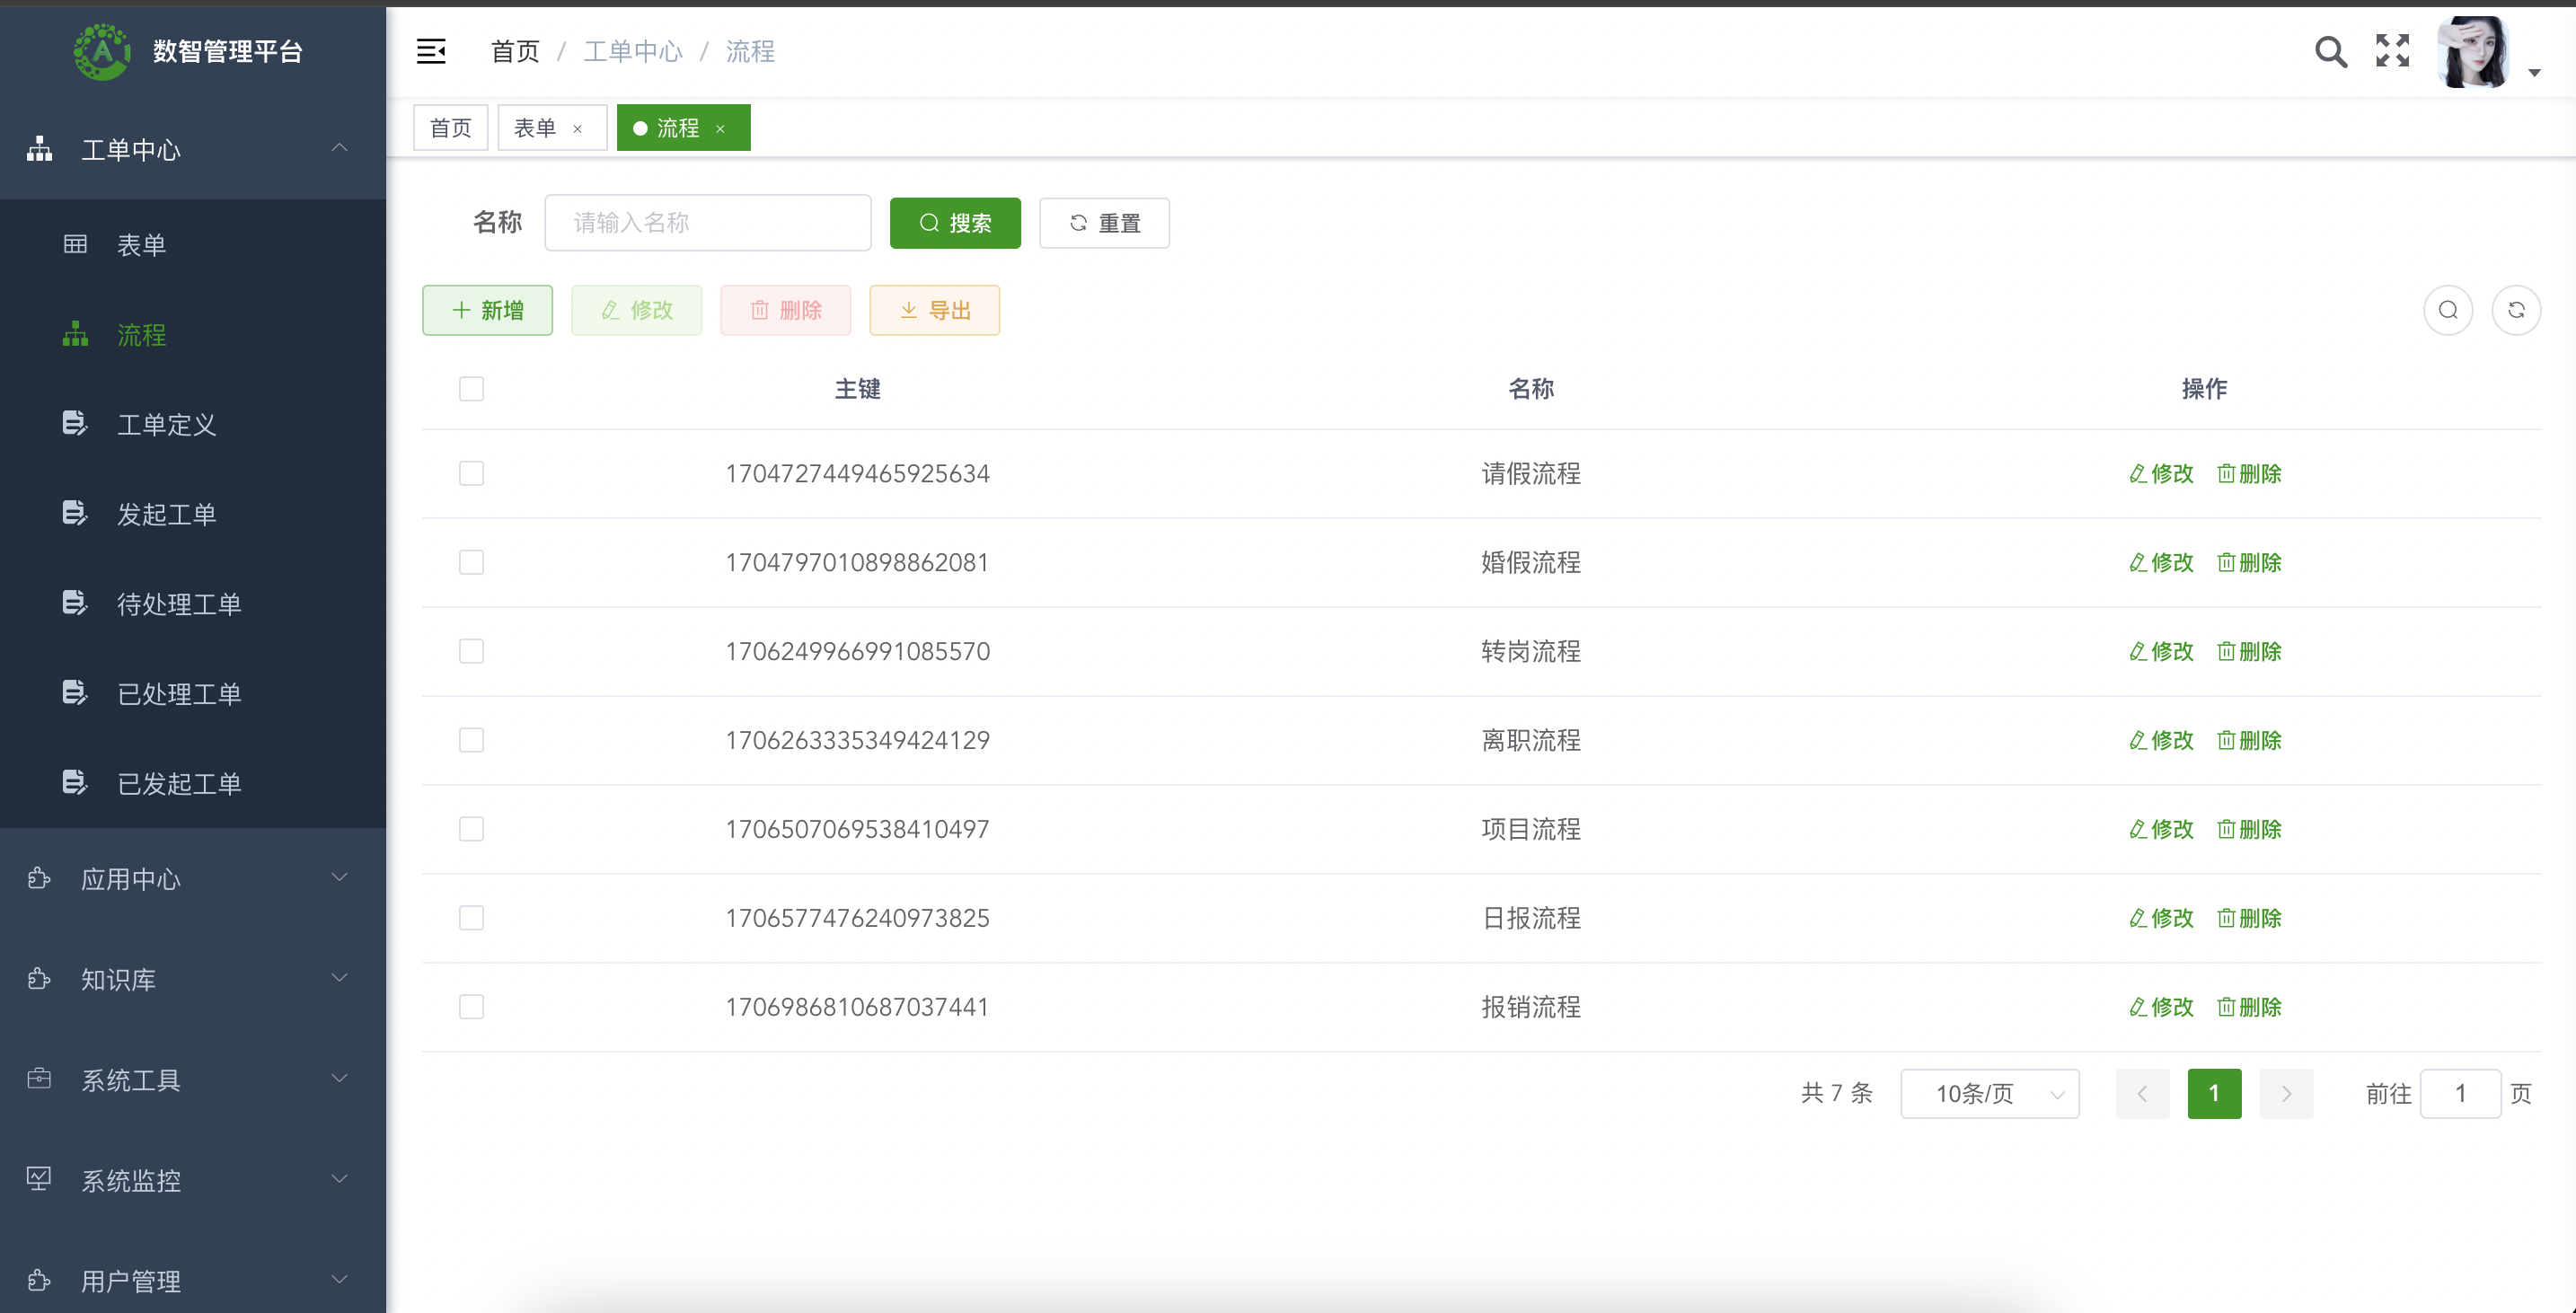 数智管理平台
工单中心
表单
流程
工单定义
发起工单
待处理工单
已处理工单
已发起工单
应用中心
知识库
系统工具
系统监控
用户管理
首页 / 工单中心 / 流程
首页 表单 × 流程 ×
名称 请输入名称 搜索 重置
新增 修改 删除 导出
主键 名称 操作
1704727449465925634 请假流程 修改 删除
1704797010898862081 婚假流程 修改 删除
1706249966991085570 转岗流程 修改 删除
1706263335349424129 离职流程 修改 删除
1706507069538410497 项目流程 修改 删除
1706577476240973825 日报流程 修改 删除
1706986810687037441 报销流程 修改 删除
共 7 条 10条/页 1 前往 1 页